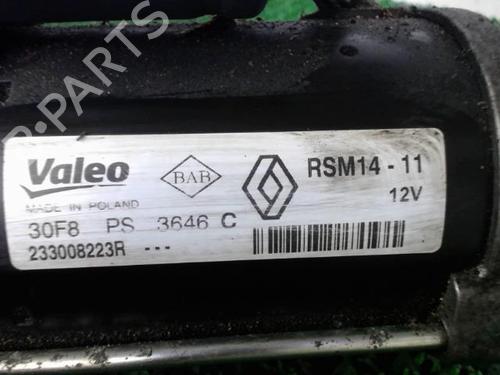 B-PARTS
Valeo
BAB
RSM14 - 11
MADE IN POLAND
12V
30F8 PS 3646 C
233008223R ---